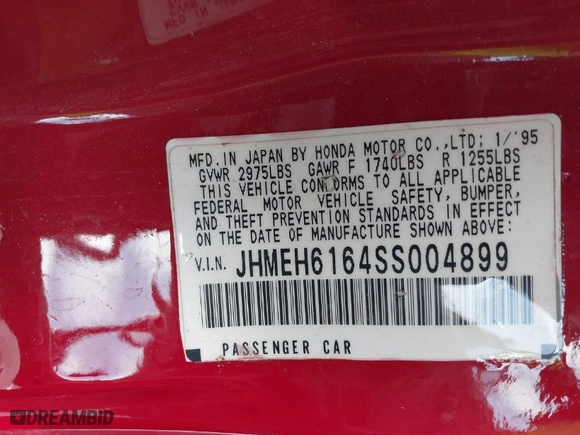 MFD.IN JAPAN BY HONDA MOTOR CO.,LTD; 1/'95
GVWR 2975LBS GAWR F 1740LBS R 1255LBS
THIS VEHICLE CONFORMS TO ALL APPLICABLE
FEDERAL MOTOR VEHICLE SAFETY, BUMPER,
AND THEFT PREVENTION STANDARDS IN EFFECT
ON THE DATE OF MANUFACTURE SHOWN ABOVE:
V.I.N. JHMEH6164SS004899
PASSENGER CAR
DREAMBID